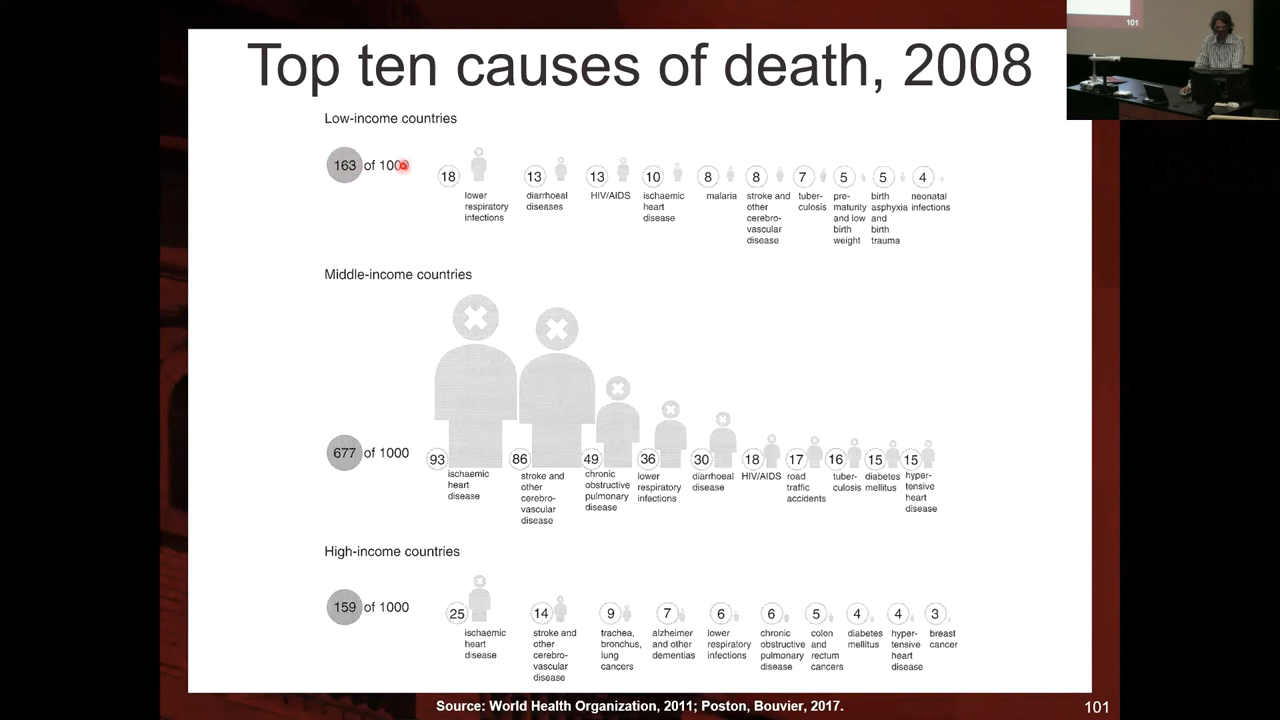 Top ten causes of death, 2008
101
Low-income countries
163 of 1000
18
lower
respiratory
infections
13
diarrhoeal
diseases
13
HIV/AIDS
10
ischaemic
heart
disease
8
malaria
8
stroke and
other
cerebro-
vascular
disease
7
tuber-
culosis
5
pre-
maturity
and low
birth
weight
5
birth
asphyxia
and
birth
trauma
4
neonatal
infections
Middle-income countries
677 of 1000
93
ischaemic
heart
disease
86
stroke and
other
cerebro-
vascular
disease
49
chronic
obstructive
pulmonary
disease
36
lower
respiratory
infections
30
diarrhoeal
disease
18
HIV/AIDS
17
road
traffic
accidents
16
tuber-
culosis
15
diabetes
mellitus
15
hyper-
tensive
heart
disease
High-income countries
159 of 1000
25
ischaemic
heart
disease
14
stroke and
other
cerebro-
vascular
disease
9
trachea,
bronchus,
lung
cancers
7
alzheimer
and other
dementias
6
lower
respiratory
infections
6
chronic
obstructive
pulmonary
disease
5
colon
and
rectum
cancers
4
diabetes
mellitus
4
hyper-
tensive
heart
disease
3
breast
cancer
Source: World Health Organization, 2011; Poston, Bouvier, 2017.
101